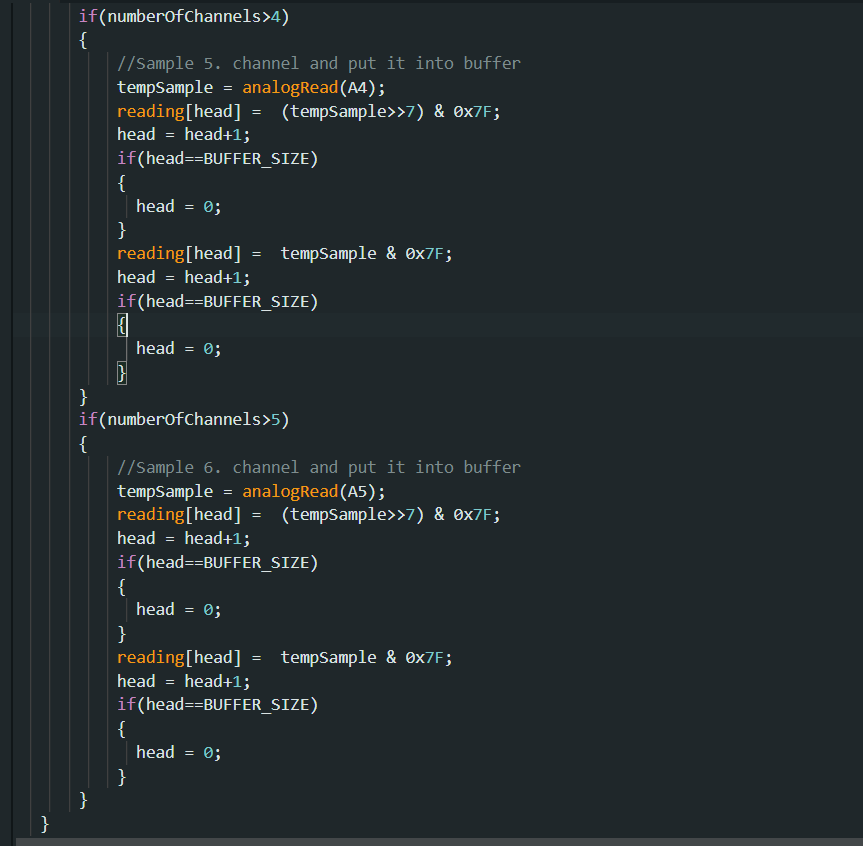 if(numberOfChannels>4)
{
//Sample 5. channel and put it into buffer
tempSample = analogRead(A4);
reading[head] =  (tempSample>>7) & 0x7F;
head = head+1;
if(head==BUFFER_SIZE)
{
head = 0;
}
reading[head] =  tempSample & 0x7F;
head = head+1;
if(head==BUFFER_SIZE)
{
head = 0;
}
}
if(numberOfChannels>5)
{
//Sample 6. channel and put it into buffer
tempSample = analogRead(A5);
reading[head] =  (tempSample>>7) & 0x7F;
head = head+1;
if(head==BUFFER_SIZE)
{
head = 0;
}
reading[head] =  tempSample & 0x7F;
head = head+1;
if(head==BUFFER_SIZE)
{
head = 0;
}
}
}